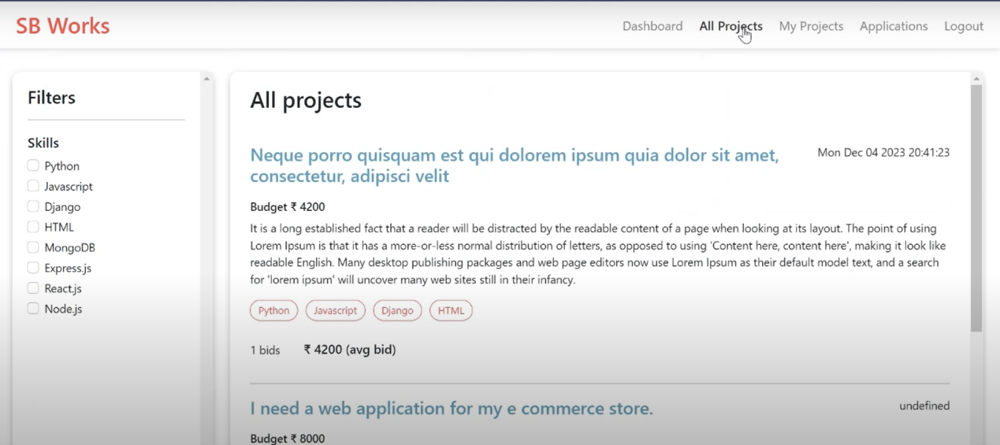 SB Works
Dashboard All Projects My Projects Applications Logout
Filters
Skills
Python
Javascript
Django
HTML
MongoDB
Express.js
React.js
Node.js
All projects
Neque porro quisquam est qui dolorem ipsum quia dolor sit amet,
consectetur, adipisci velit
Mon Dec 04 2023 20:41:23
Budget ₹ 4200
It is a long established fact that a reader will be distracted by the readable content of a page when looking at its layout. The point of using
Lorem Ipsum is that it has a more-or-less normal distribution of letters, as opposed to using 'Content here, content here', making it look like
readable English. Many desktop publishing packages and web page editors now use Lorem Ipsum as their default model text, and a search
for 'lorem ipsum' will uncover many web sites still in their infancy.
Python Javascript Django HTML
1 bids ₹ 4200 (avg bid)
I need a web application for my e commerce store.
undefined
Budget ₹ 8000